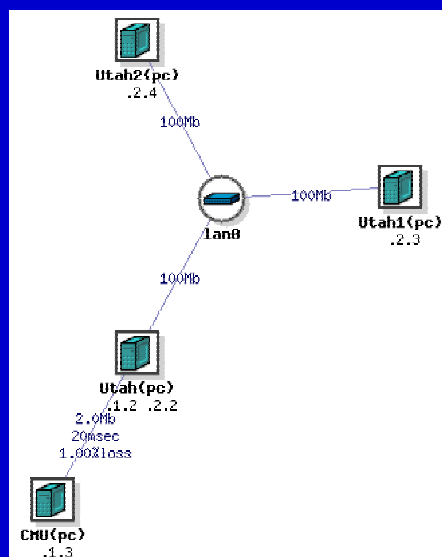 Utah2(pc)
.2.4
100Mb
100Mb
Utah1(pc)
.2.3
lan0
100Mb
Utah(pc)
.1.2 .2.2
2.0Mb
20msec
1.00%loss
CMU(pc)
.1.3